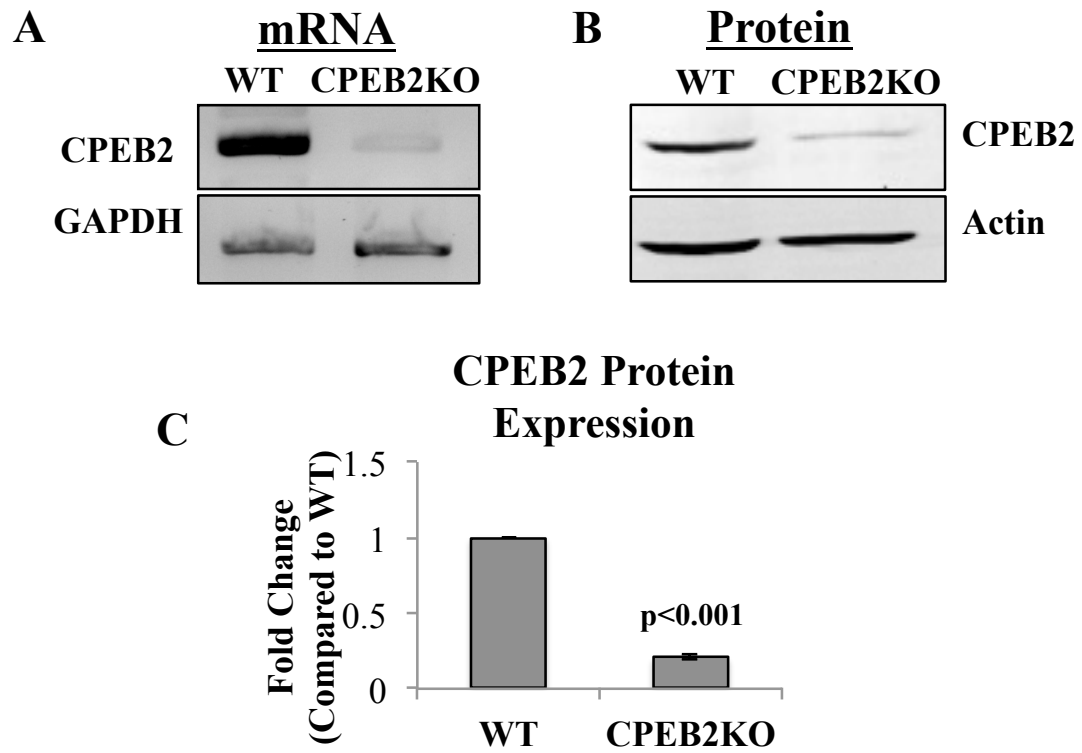 A
mRNA
WT CPEB2KO
CPEB2
GAPDH
B
Protein
WT CPEB2KO
CPEB2
Actin
C
CPEB2 Protein
Expression
Fold Change
(Compared to WT)
1.5
1
0.5
0
p<0.001
WT CPEB2KO